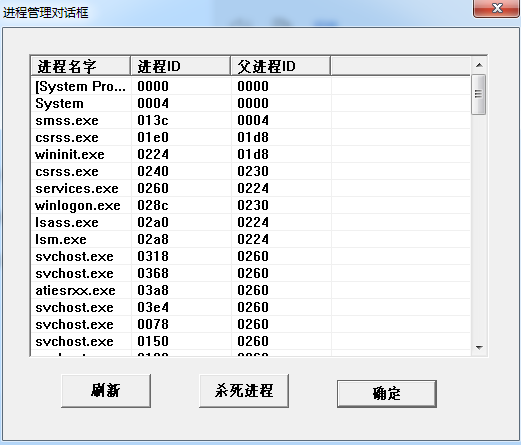 进程管理对话框
进程名字 进程ID 父进程ID
[System Pro... 0000 0000
System 0004 0000
smss.exe 013c 0004
csrss.exe 01e0 01d8
wininit.exe 0224 01d8
csrss.exe 0240 0230
services.exe 0260 0224
winlogon.exe 028c 0230
lsass.exe 02a0 0224
lsm.exe 02a8 0224
svchost.exe 0318 0260
svchost.exe 0368 0260
atiesrxx.exe 03a8 0260
svchost.exe 03e4 0260
svchost.exe 0078 0260
svchost.exe 0150 0260
刷新 杀死进程 确定